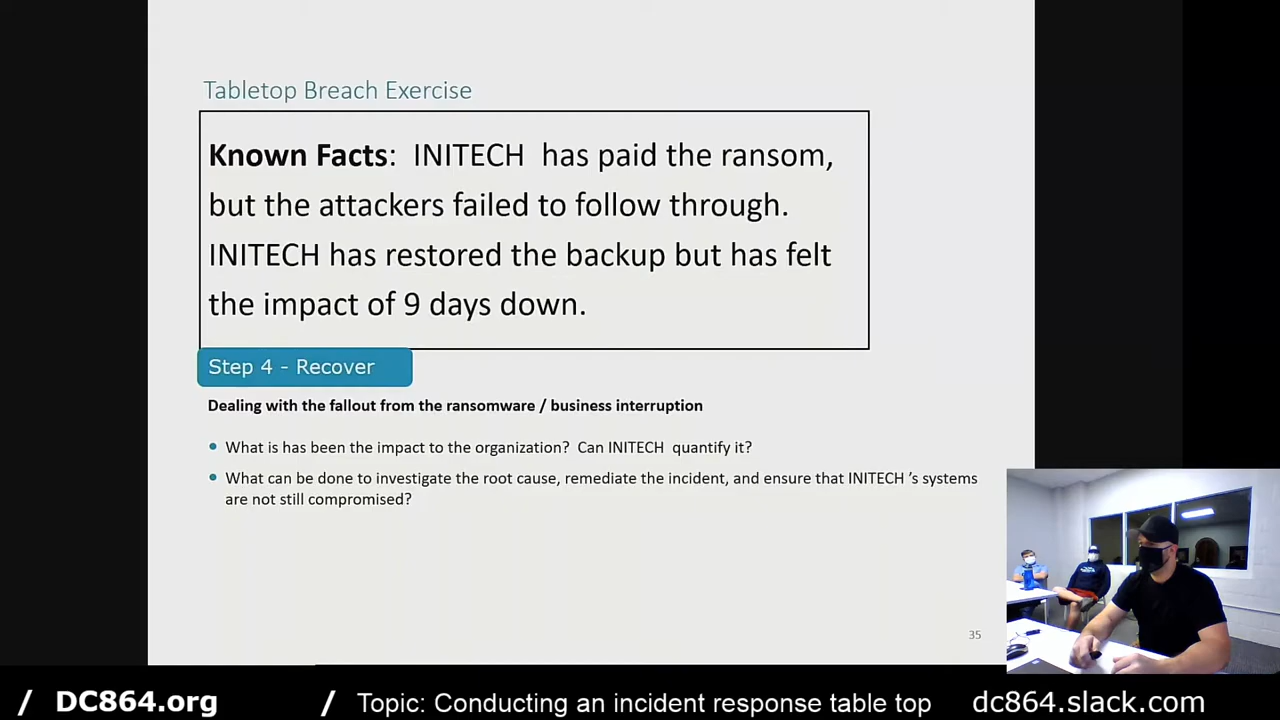 Tabletop Breach Exercise
Known Facts: INITECH has paid the ransom,
but the attackers failed to follow through.
INITECH has restored the backup but has felt
the impact of 9 days down.
Step 4 - Recover
Dealing with the fallout from the ransomware / business interruption
• What is has been the impact to the organization? Can INITECH quantify it?
• What can be done to investigate the root cause, remediate the incident, and ensure that INITECH 's systems
are not still compromised?
35
/ DC864.org / Topic: Conducting an incident response table top dc864.slack.com